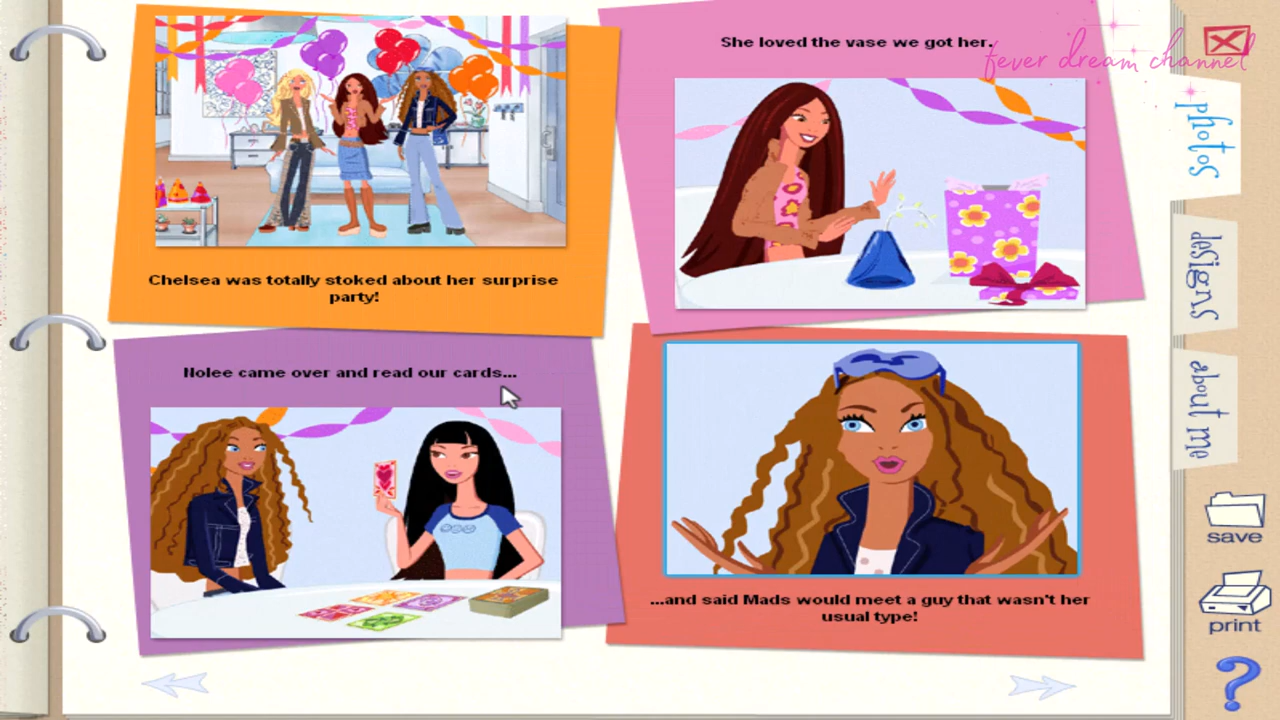 Chelsea was totally stoked about her surprise
party!
She loved the vase we got her.
fever dream channel
Nolee came over and read our cards...
...and said Mads would meet a guy that wasn't her
usual type!
photos
designs
about me
save
print
?